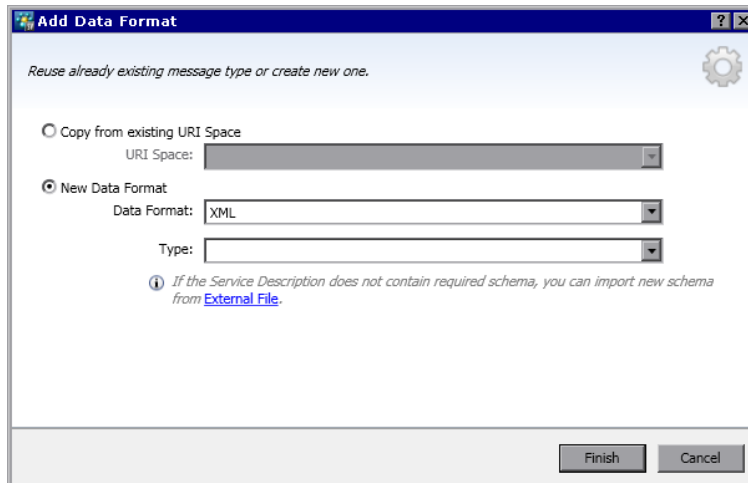 Add Data Format
Reuse already existing message type or create new one.
Copy from existing URI Space
URI Space:
New Data Format
Data Format: XML
Type:
If the Service Description does not contain required schema, you can import new schema
from External File.
Finish Cancel